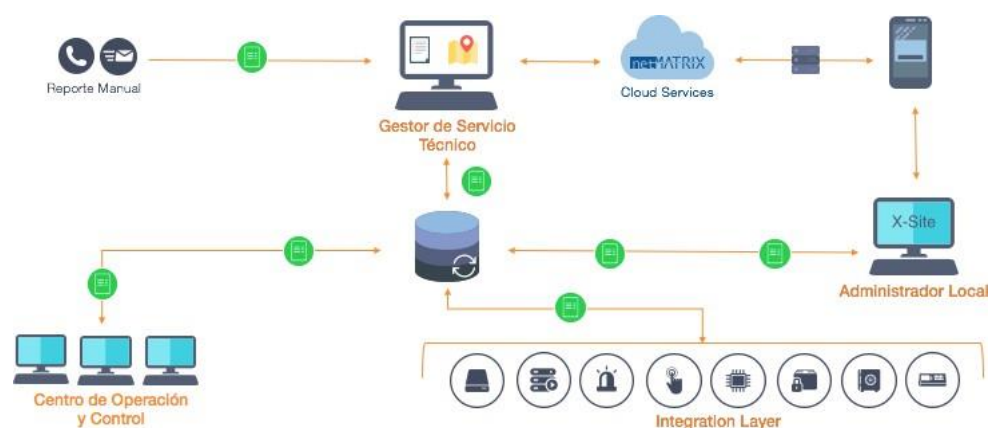 Reporte Manual
Gestor de Servicio
Técnico
netMATRIX
Cloud Services
X-Site
Administrador Local
Centro de Operación
y Control
Integration Layer